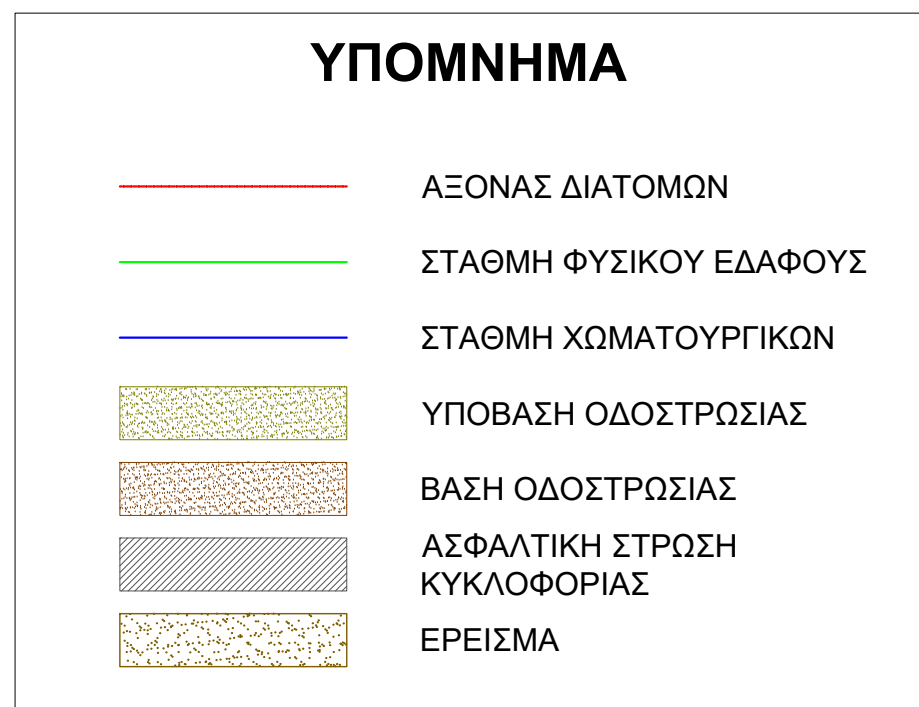 ΥΠΟΜΝΗΜΑ
ΑΞΟΝΑΣ ΔΙΑΤΟΜΩΝ
ΣΤΑΘΜΗ ΦΥΣΙΚΟΥ ΕΔΑΦΟΥΣ
ΣΤΑΘΜΗ ΧΩΜΑΤΟΥΡΓΙΚΩΝ
ΥΠΟΒΑΣΗ ΟΔΟΣΤΡΩΣΙΑΣ
ΒΑΣΗ ΟΔΟΣΤΡΩΣΙΑΣ
ΑΣΦΑΛΤΙΚΗ ΣΤΡΩΣΗ
ΚΥΚΛΟΦΟΡΙΑΣ
ΕΡΕΙΣΜΑ